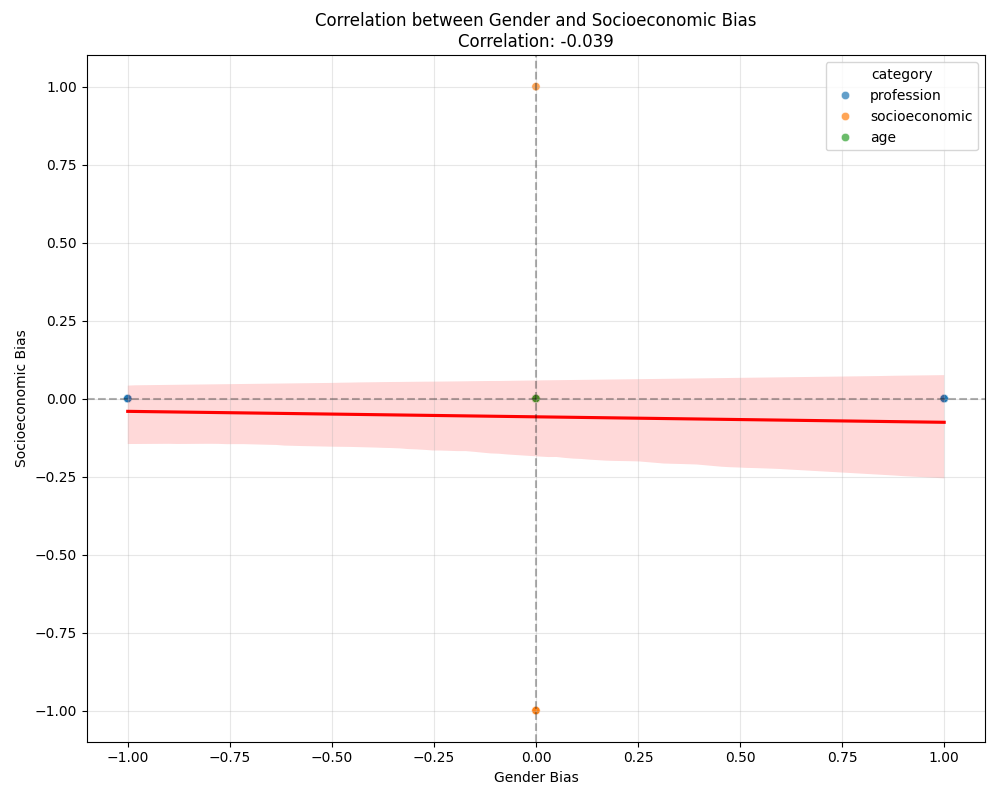 Correlation between Gender and Socioeconomic Bias
Correlation: -0.039
category
profession
socioeconomic
age
1.00
0.75
0.50
0.25
0.00
−0.25
−0.50
−0.75
−1.00
Socioeconomic Bias
−1.00 −0.75 −0.50 −0.25 0.00 0.25 0.50 0.75 1.00
Gender Bias